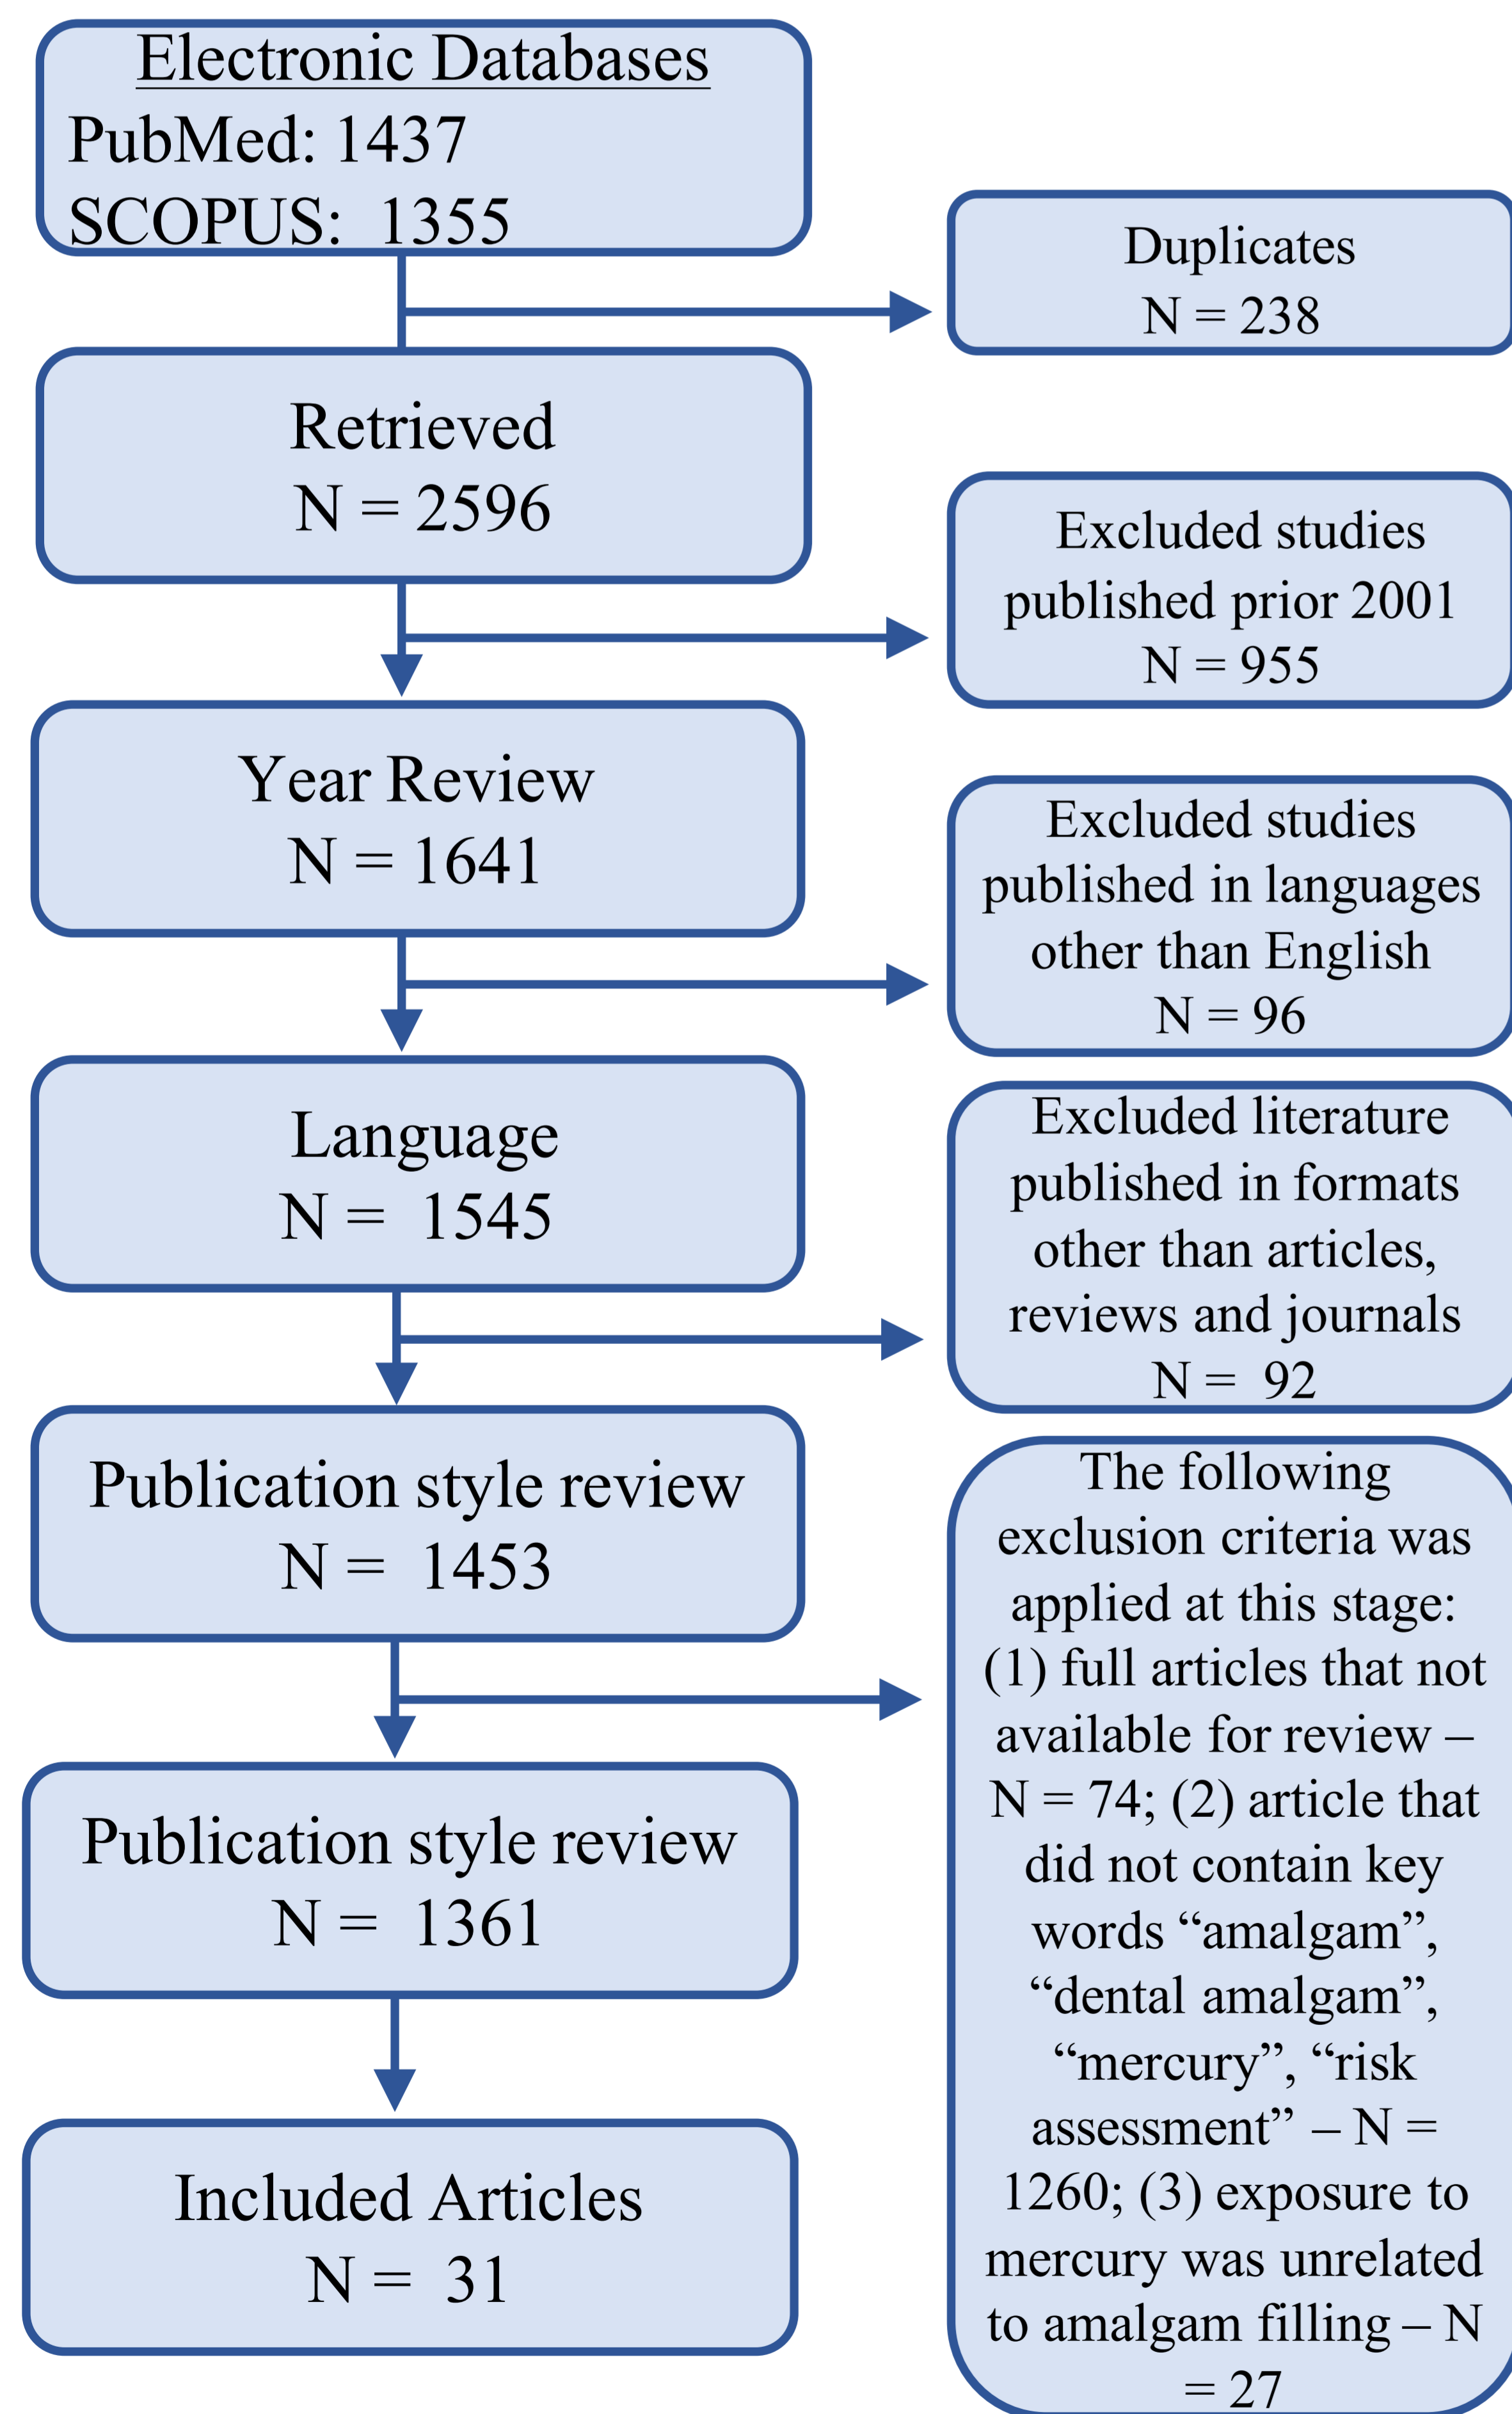 Electronic Databases
PubMed: 1437
SCOPUS: 1355
Duplicates
N = 238
Retrieved
N = 2596
Excluded studies
published prior 2001
N = 955
Year Review
N = 1641
Excluded studies
published in languages
other than English
N = 96
Language
N = 1545
Excluded literature
published in formats
other than articles,
reviews and journals
N = 92
Publication style review
N = 1453
The following
exclusion criteria was
applied at this stage:
(1) full articles that not
available for review –
N = 74; (2) article that
did not contain key
words “amalgam”,
“dental amalgam”,
“mercury”, “risk
assessment” – N =
1260; (3) exposure to
mercury was unrelated
to amalgam filling – N
= 27
Publication style review
N = 1361
Included Articles
N = 31